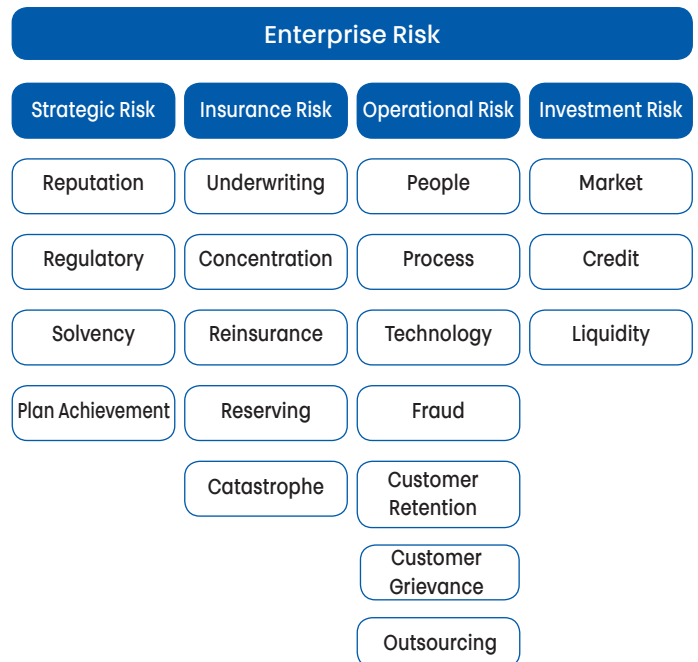 Enterprise Risk
Strategic Risk
Insurance Risk
Operational Risk
Investment Risk
Reputation
Underwriting
People
Market
Regulatory
Concentration
Process
Credit
Solvency
Reinsurance
Technology
Liquidity
Plan Achievement
Reserving
Fraud
Catastrophe
Customer
Retention
Customer
Grievance
Outsourcing